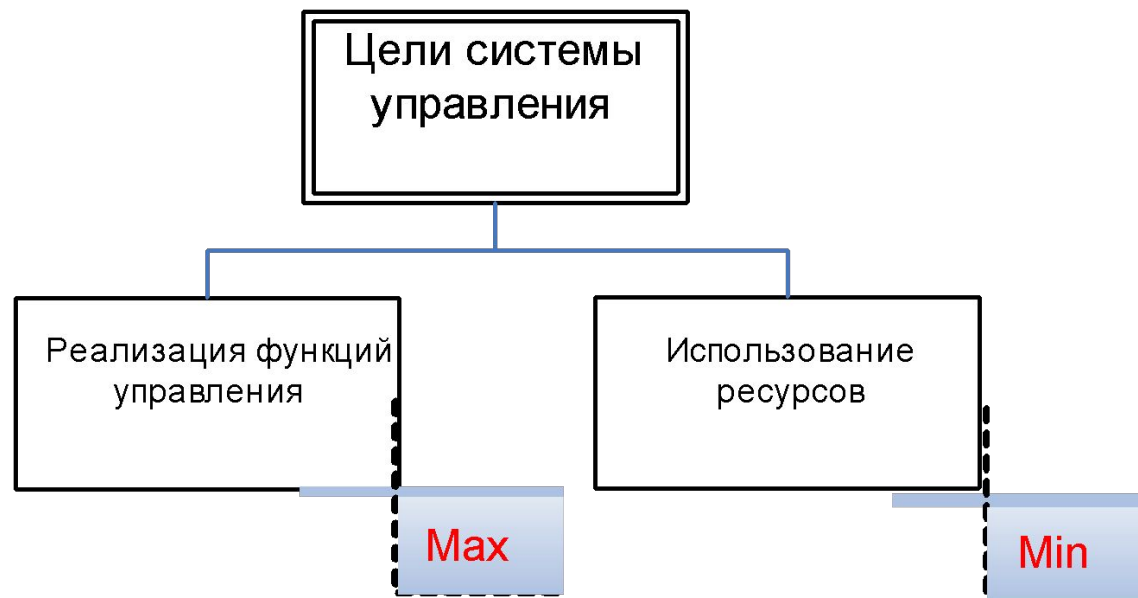 Цели системы
управления
Реализация функций
управления
Использование
ресурсов
Max
Min